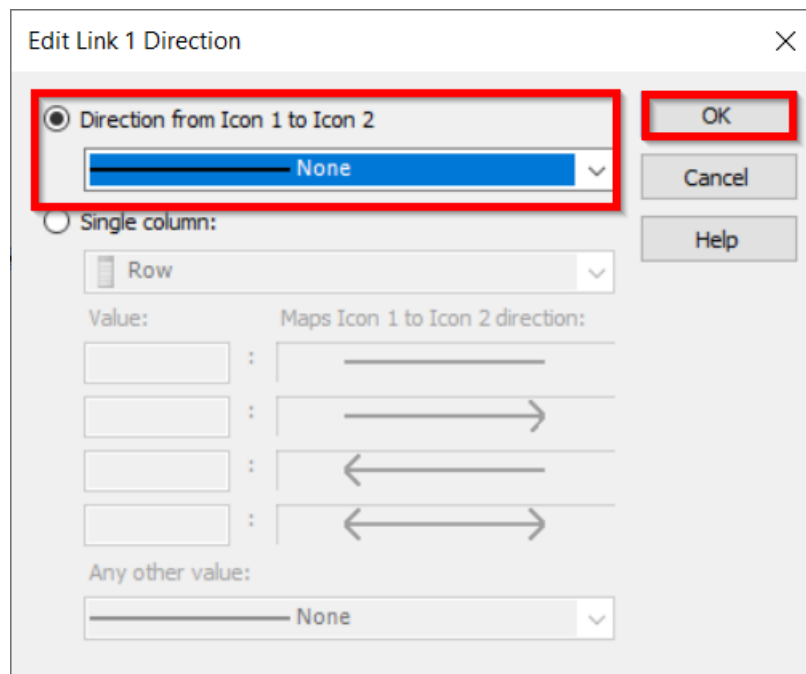 Edit Link 1 Direction
Direction from Icon 1 to Icon 2
OK
None
Cancel
Single column:
Help
Row
Value: Maps Icon 1 to Icon 2 direction:
:
:
:
:
Any other value:
None